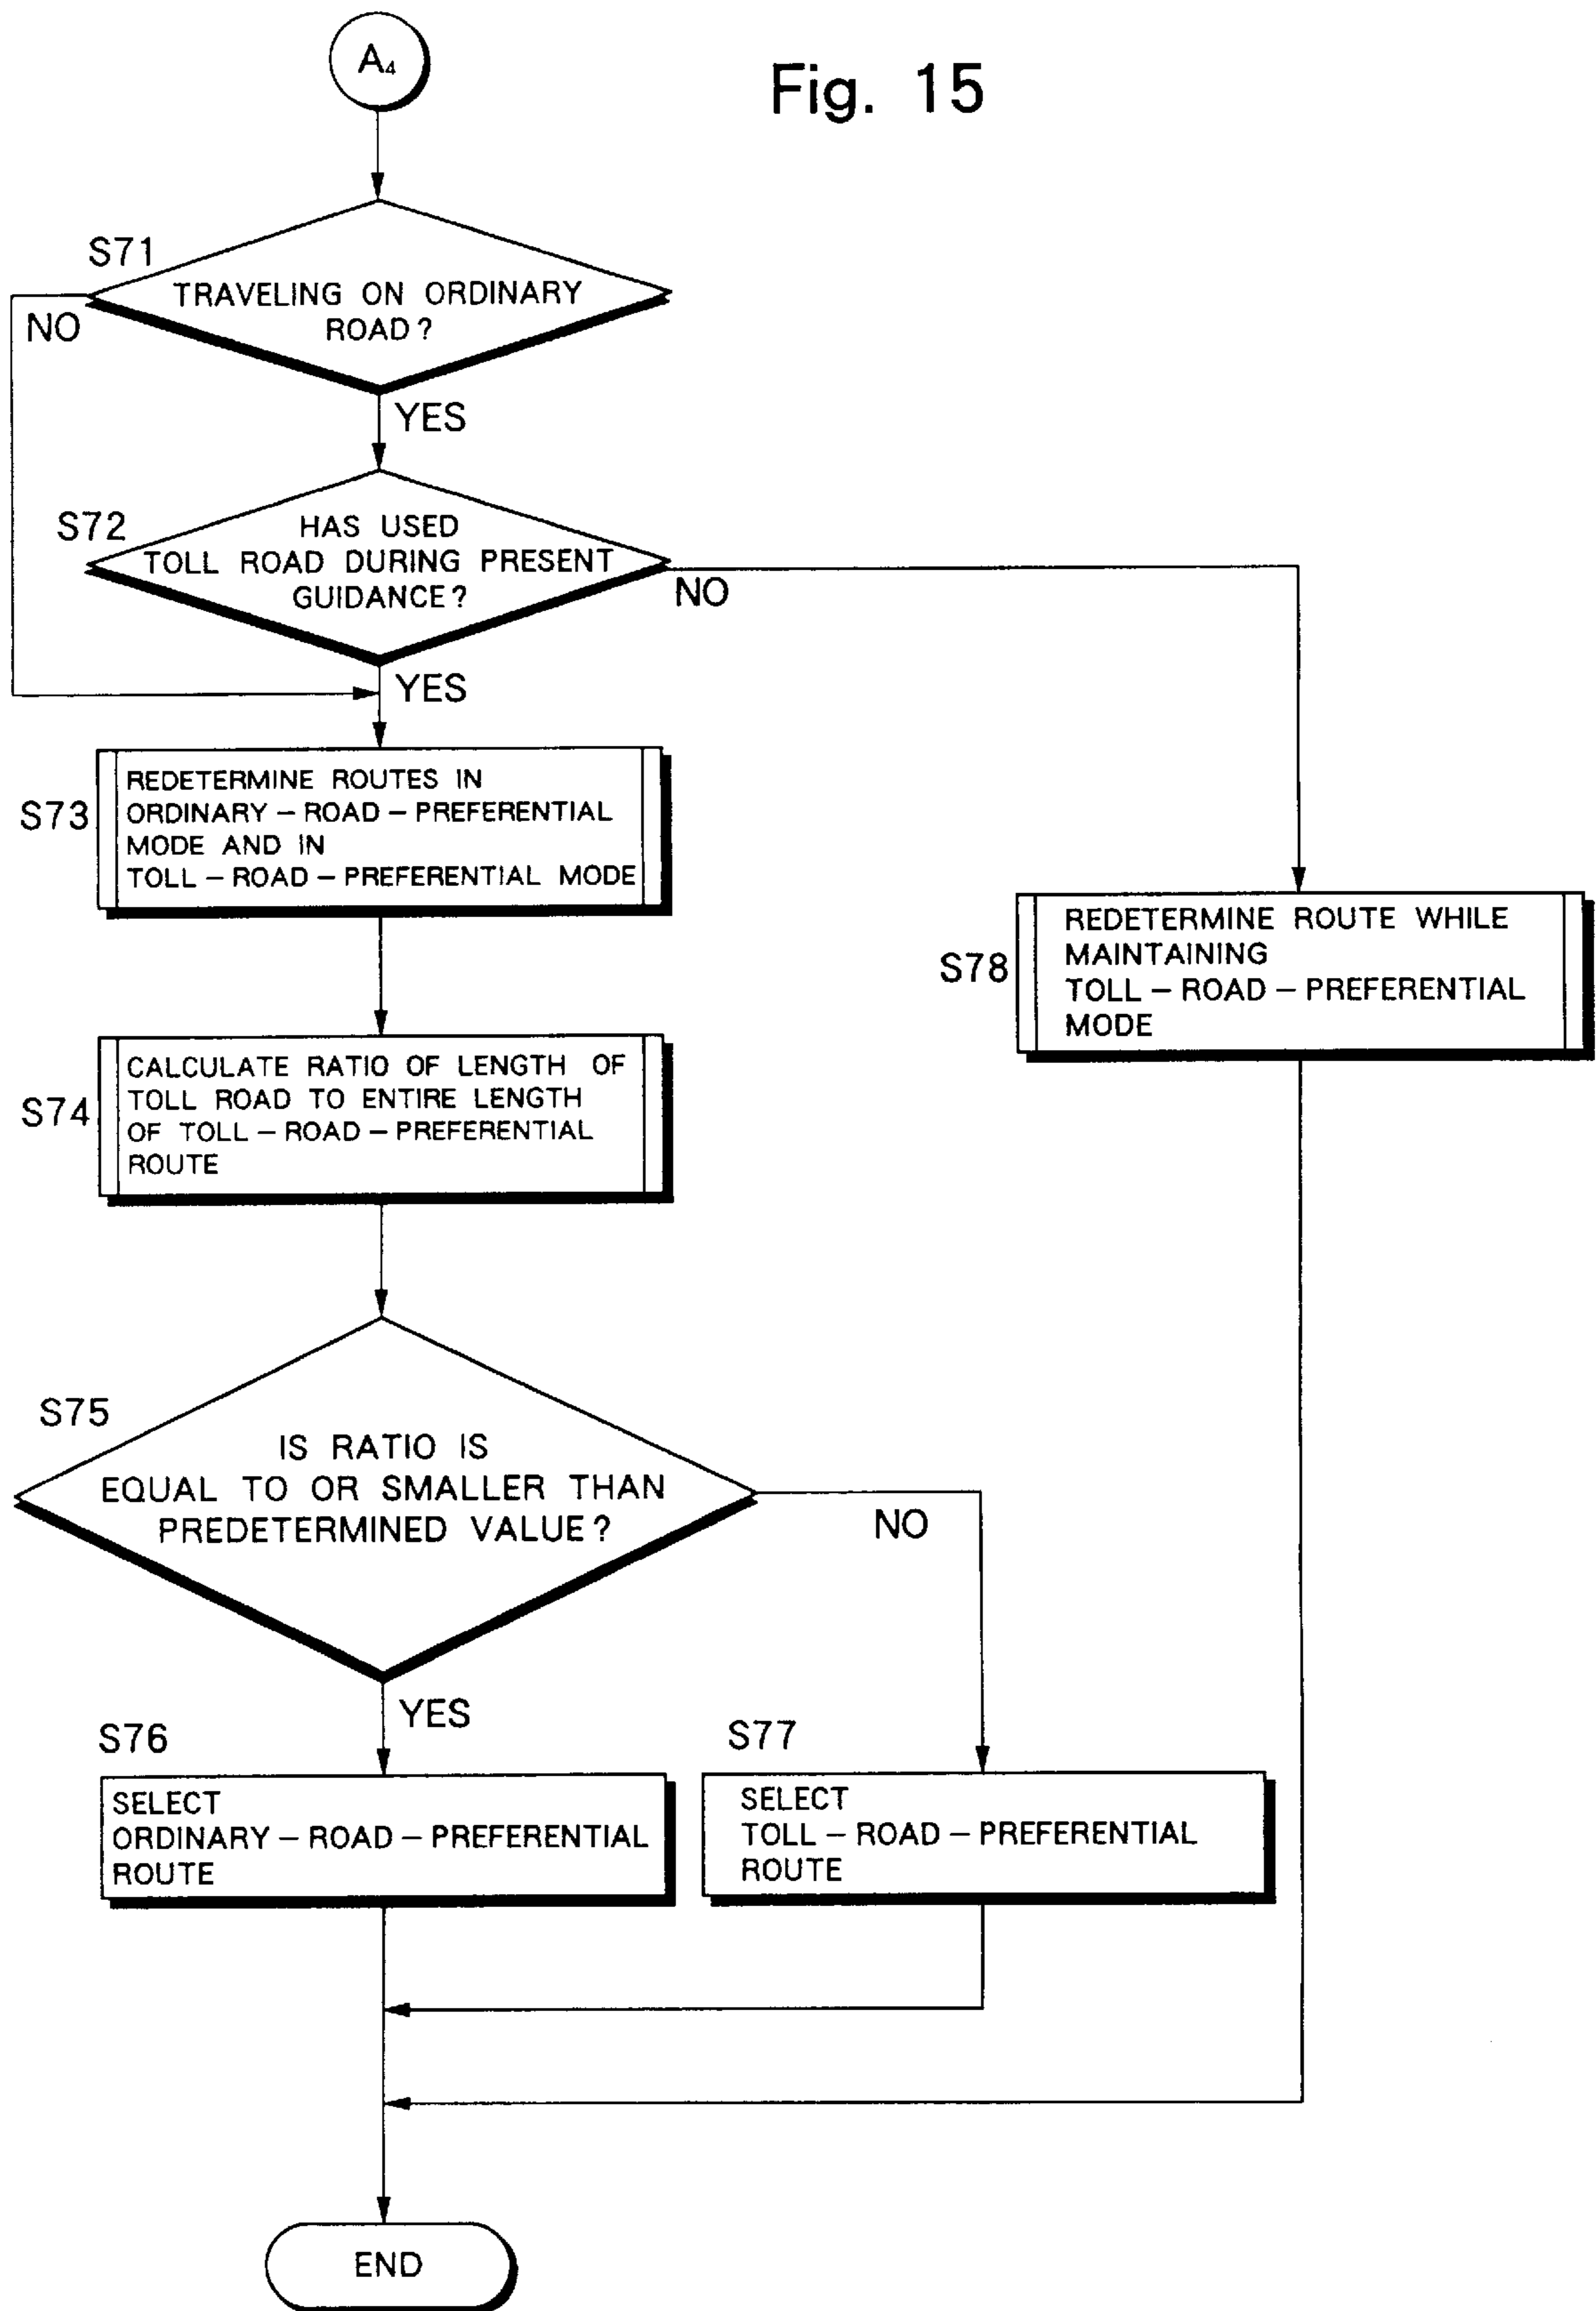 A₄
Fig. 15
S71
TRAVELING ON ORDINARY
ROAD?
NO
YES
S72
HAS USED
TOLL ROAD DURING PRESENT
GUIDANCE?
NO
YES
S73
REDETERMINE ROUTES IN
ORDINARY-ROAD-PREFERENTIAL
MODE AND IN
TOLL-ROAD-PREFERENTIAL MODE
S78
REDETERMINE ROUTE WHILE
MAINTAINING
TOLL-ROAD-PREFERENTIAL
MODE
S74
CALCULATE RATIO OF LENGTH OF
TOLL ROAD TO ENTIRE LENGTH
OF TOLL-ROAD-PREFERENTIAL
ROUTE
S75
IS RATIO IS
EQUAL TO OR SMALLER THAN
PREDETERMINED VALUE?
NO
YES
S76
SELECT
ORDINARY-ROAD-PREFERENTIAL
ROUTE
S77
SELECT
TOLL-ROAD-PREFERENTIAL
ROUTE
END